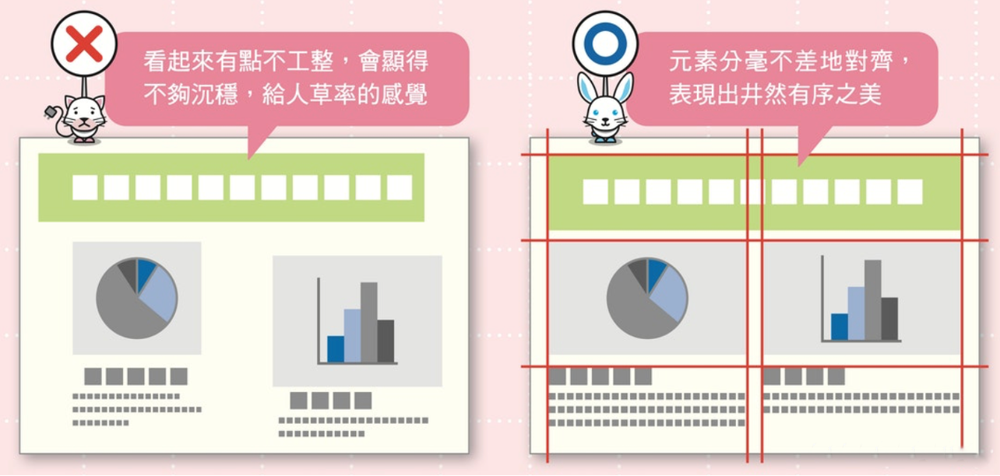 看起來有點不工整，會顯得
不夠沉穩，給人草率的感覺
元素分毫不差地對齊，
表現出井然有序之美